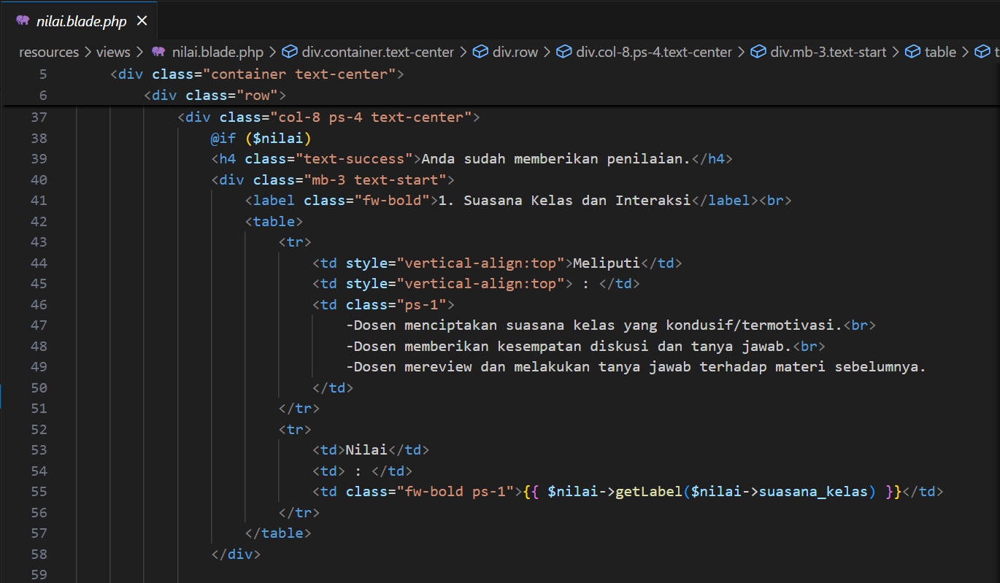 nilai.blade.php
resources > views > nilai.blade.php > div.container.text-center > div.row > div.col-8.ps-4.text-center > div.mb-3.text-start > table > t
5 <div class="container text-center">
6 <div class="row">
37 <div class="col-8 ps-4 text-center">
38 @if ($nilai)
39 <h4 class="text-success">Anda sudah memberikan penilaian.</h4>
40 <div class="mb-3 text-start">
41 <label class="fw-bold">1. Suasana Kelas dan Interaksi</label><br>
42 <table>
43 <tr>
44 <td style="vertical-align:top">Meliputi</td>
45 <td style="vertical-align:top"> : </td>
46 <td class="ps-1">
47 -Dosen menciptakan suasana kelas yang kondusif/termotivasi.<br>
48 -Dosen memberikan kesempatan diskusi dan tanya jawab.<br>
49 -Dosen mereview dan melakukan tanya jawab terhadap materi sebelumnya.
50 </td>
51 </tr>
52 <tr>
53 <td>Nilai</td>
54 <td> : </td>
55 <td class="fw-bold ps-1">{{ $nilai->getLabel($nilai->suasana_kelas) }}</td>
56 </tr>
57 </table>
58 </div>
59